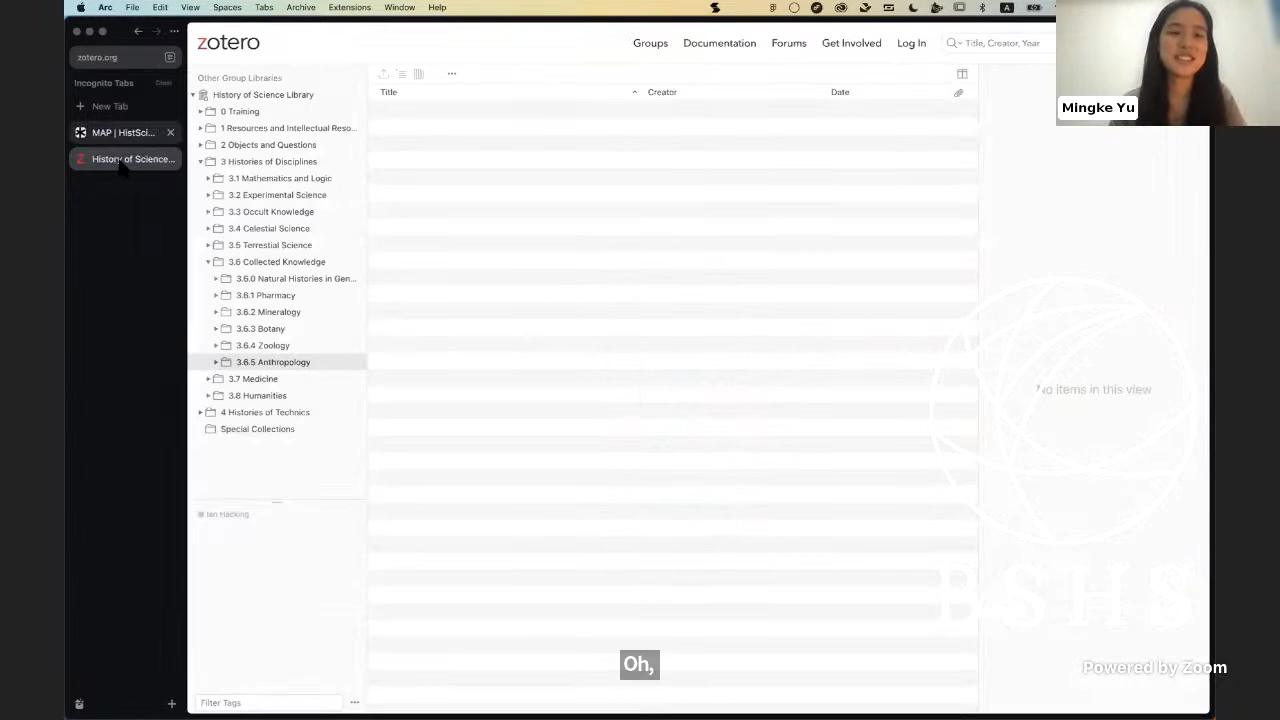 Arc File Edit View Spaces Tabs Archive Extensions Window Help
A
zotero.org
Incognito Tabs Clear
New Tab
MAP | HistSci...
History of Science...
zotero
Groups Documentation Forums Get Involved Log In Title, Creator, Year
Mingke Yu
Other Group Libraries
History of Science Library
0 Training
1 Resources and Intellectual Reso...
2 Objects and Questions
3 Histories of Disciplines
3.1 Mathematics and Logic
3.2 Experimental Science
3.3 Occult Knowledge
3.4 Celestial Science
3.5 Terrestial Science
3.6 Collected Knowledge
3.6.0 Natural Histories in Gen...
3.6.1 Pharmacy
3.6.2 Mineralogy
3.6.3 Botany
3.6.4 Zoology
3.6.5 Anthropology
3.7 Medicine
3.8 Humanities
4 Histories of Technics
Special Collections
Ian Hacking
Filter Tags
Title Creator Date
No items in this view
BSHS
Oh,
Powered by Zoom